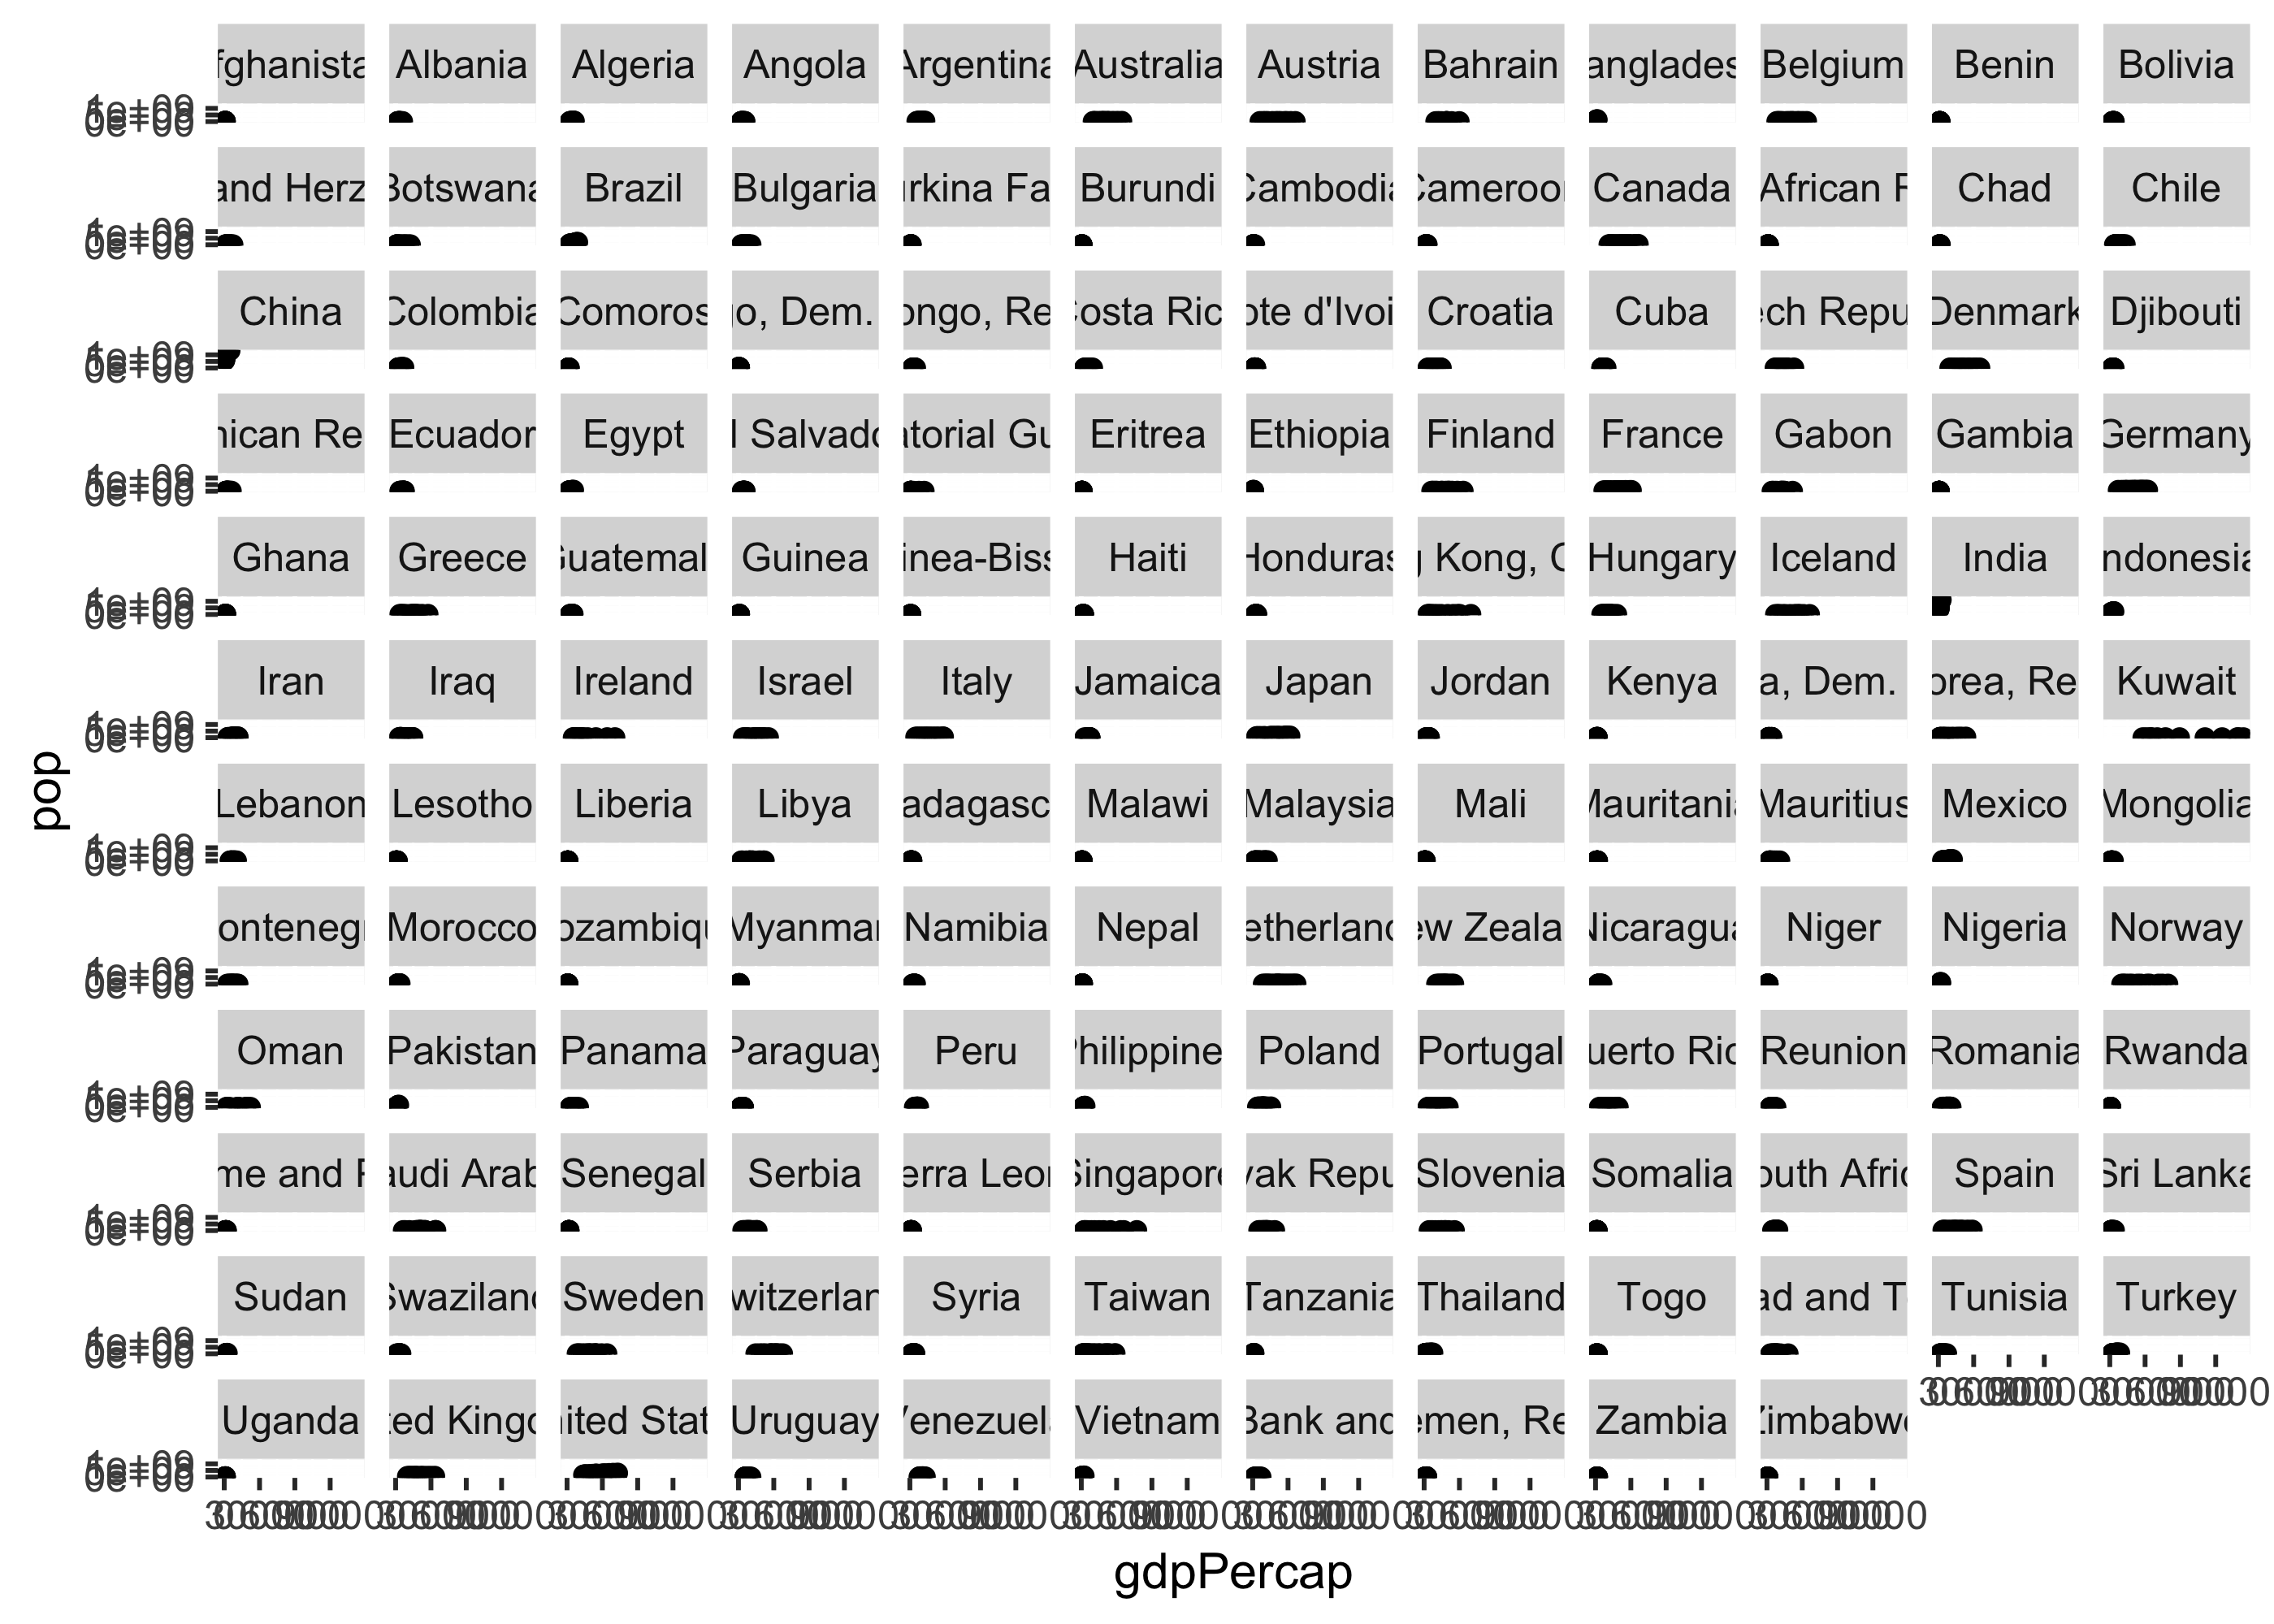 fghanista Albania Algeria Angola Argentina Australia Austria Bahrain anglades Belgium Benin Bolivia
and Herz Botswana Brazil Bulgaria urkina Fa Burundi Cambodia Cameroon Canada African R Chad Chile
China Colombia Comoros go, Dem. ongo, Re Costa Ric ote d'Ivoi Croatia Cuba ech Repu Denmark Djibouti
nican Re Ecuador Egypt l Salvado atorial Gu Eritrea Ethiopia Finland France Gabon Gambia Germany
Ghana Greece Guatemal Guinea inea-Biss Haiti Honduras g Kong, C Hungary Iceland India Indonesia
Iran Iraq Ireland Israel Italy Jamaica Japan Jordan Kenya a, Dem. orea, Re Kuwait
Lebanon Lesotho Liberia Libya adagasc Malawi Malaysia Mali Mauritania Mauritius Mexico Mongolia
pop
ontenegr Morocco ozambiqu Myanmar Namibia Nepal etherland ew Zeala Nicaragua Niger Nigeria Norway
Oman Pakistan Panama Paraguay Peru Philippine Poland Portugal uerto Ric Reunion Romania Rwanda
me and P audi Arab Senegal Serbia erra Leon Singapore vak Repu Slovenia Somalia outh Afric Spain Sri Lanka
Sudan Swaziland Sweden witzerlan Syria Taiwan Tanzania Thailand Togo ad and To Tunisia Turkey
Uganda ted Kingd nited Stat Uruguay Venezuela Vietnam Bank and emen, Re Zambia Zimbabwe
gdpPercap